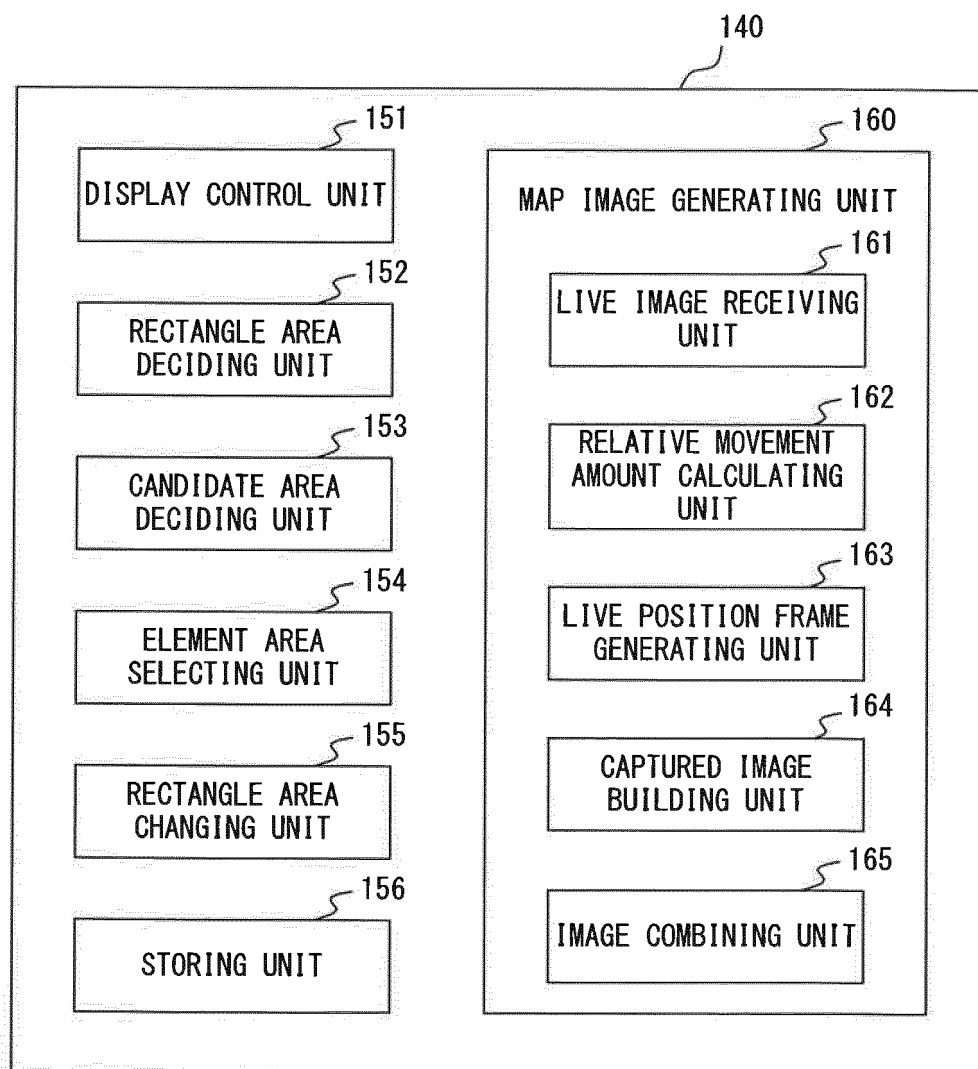 140
151
DISPLAY CONTROL UNIT
152
RECTANGLE AREA
DECIDING UNIT
153
CANDIDATE AREA
DECIDING UNIT
154
ELEMENT AREA
SELECTING UNIT
155
RECTANGLE AREA
CHANGING UNIT
156
STORING UNIT
160
MAP IMAGE GENERATING UNIT
161
LIVE IMAGE RECEIVING
UNIT
162
RELATIVE MOVEMENT
AMOUNT CALCULATING
UNIT
163
LIVE POSITION FRAME
GENERATING UNIT
164
CAPTURED IMAGE
BUILDING UNIT
165
IMAGE COMBINING UNIT